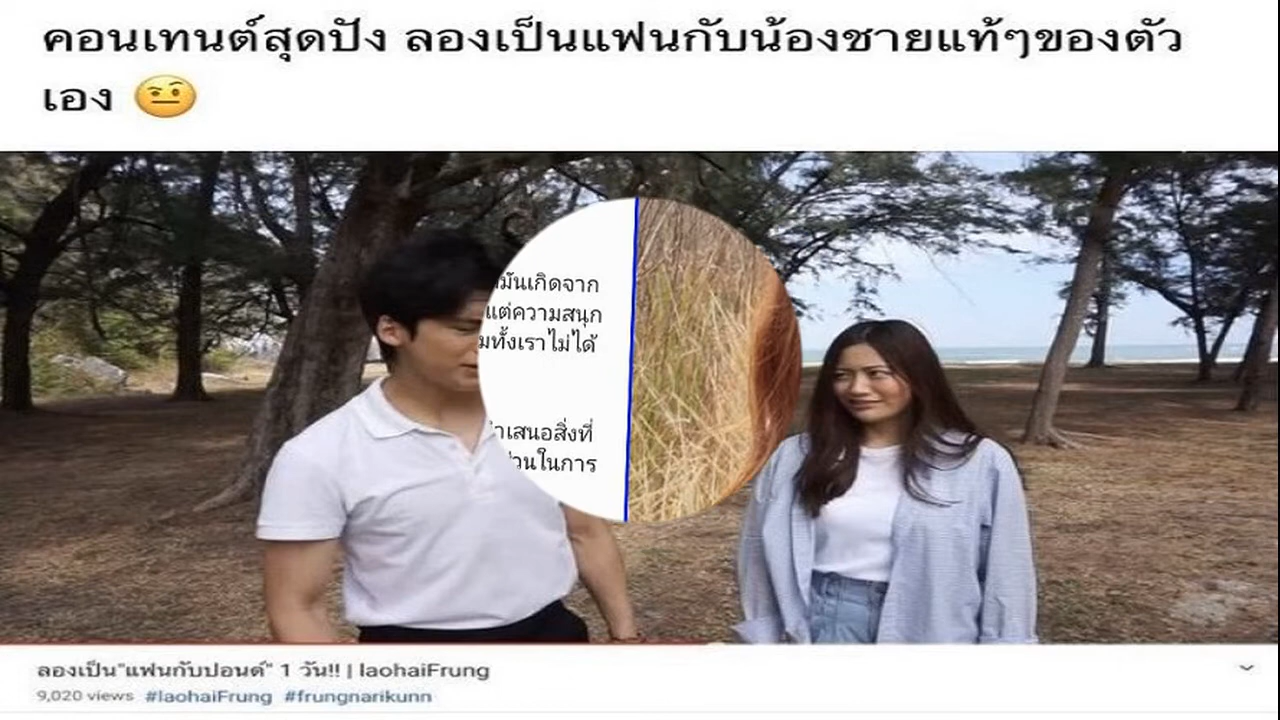 คอนเทนต์สุดปัง ลองเป็นแฟนกับน้องชายแท้ๆของตัว
เอง
มันเกิดจาก
แต่ความสนุก
ทั้งเราไม่ได้
เสนอสิ่งที่
ในการ
ลองเป็น"แฟนกับปอนด์" 1 วัน!! | laohaiFrung
9,020 views #laohaiFrung #frungnarikunn